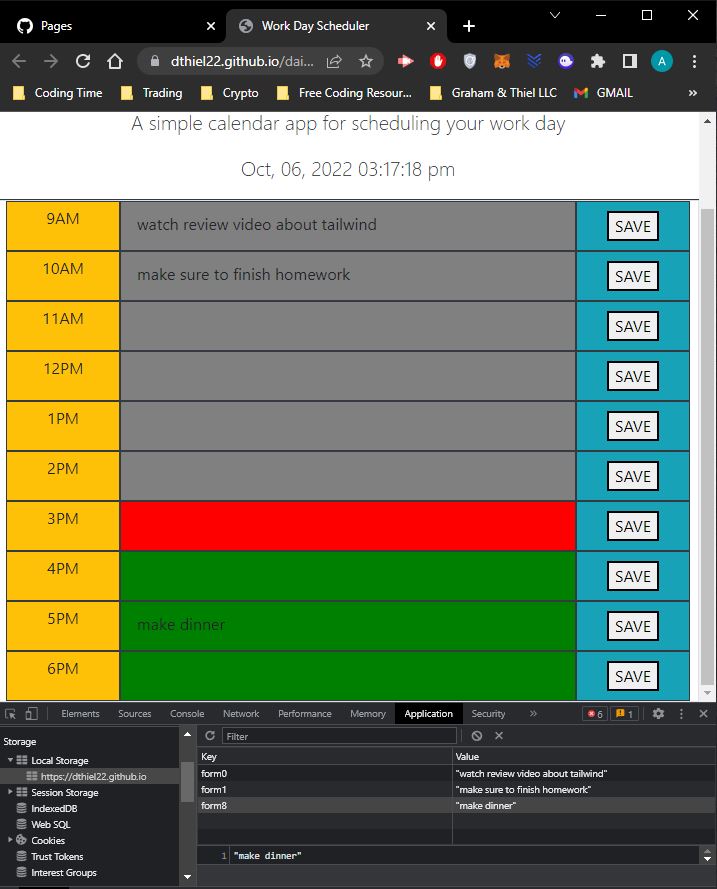 Pages
Work Day Scheduler
dthiel22.github.io/dai...
A
Coding Time
Trading
Crypto
Free Coding Resour...
Graham & Thiel LLC
GMAIL
»
A simple calendar app for scheduling your work day
Oct, 06, 2022 03:17:18 pm
9AM watch review video about tailwind SAVE
10AM make sure to finish homework SAVE
11AM SAVE
12PM SAVE
1PM SAVE
2PM SAVE
3PM SAVE
4PM SAVE
5PM make dinner SAVE
6PM SAVE
Elements Sources Console Network Performance Memory Application Security » 6 1
Storage
Filter
Local Storage
https://dthiel22.github.io
Session Storage
IndexedDB
Web SQL
Cookies
Trust Tokens
Interest Groups
Key Value
form0 "watch review video about tailwind"
form1 "make sure to finish homework"
form8 "make dinner"
1 "make dinner"